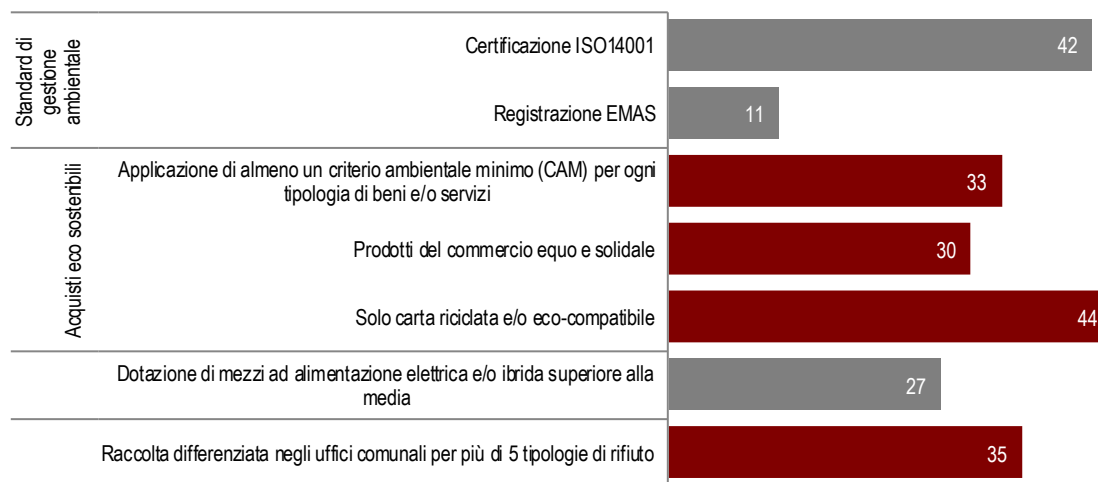 Standard di
gestione
ambientale
Certificazione ISO14001
42
Registrazione EMAS
11
Acquisti eco sostenibili
Applicazione di almeno un criterio ambientale minimo (CAM) per ogni
tipologia di beni e/o servizi
33
Prodotti del commercio equo e solidale
30
Solo carta riciclata e/o eco-compatibile
44
Dotazione di mezzi ad alimentazione elettrica e/o ibrida superiore alla
media
27
Raccolta differenziata negli uffici comunali per più di 5 tipologie di rifiuto
35